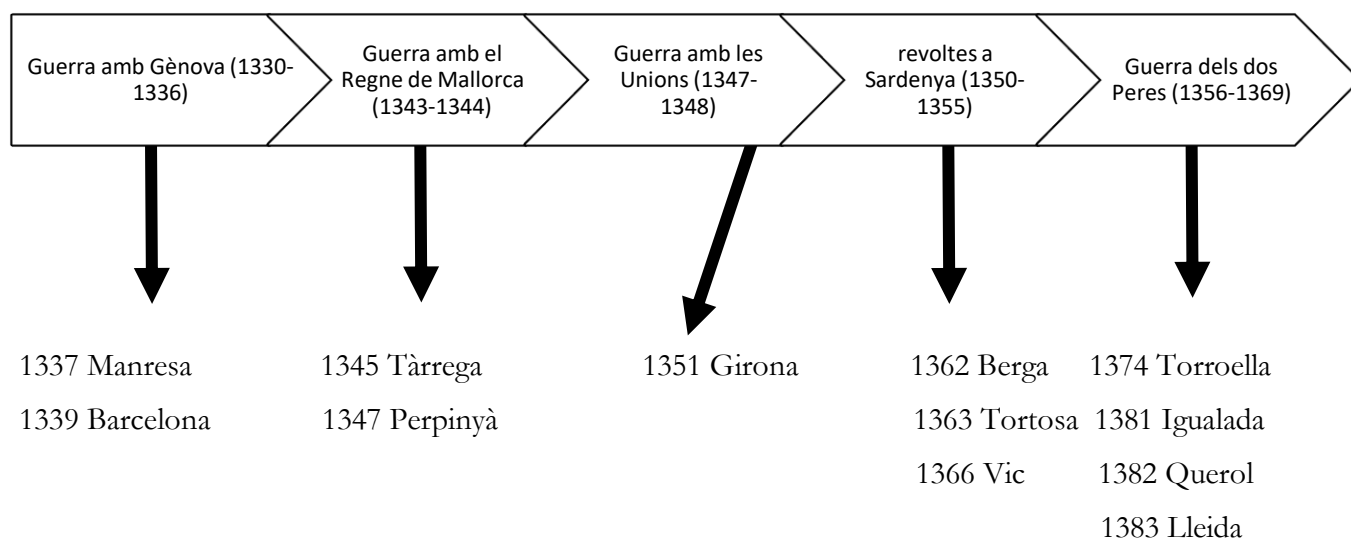 Guerra amb Gènova (1330-
1336)
Guerra amb el
Regne de Mallorca
(1343-1344)
Guerra amb les
Unions (1347-
1348)
revoltes a
Sardenya (1350-
1355)
Guerra dels dos
Peres (1356-1369)
1337 Manresa
1339 Barcelona
1345 Tàrrega
1347 Perpinyà
1351 Girona
1362 Berga
1363 Tortosa
1366 Vic
1374 Torroella
1381 Igualada
1382 Querol
1383 Lleida